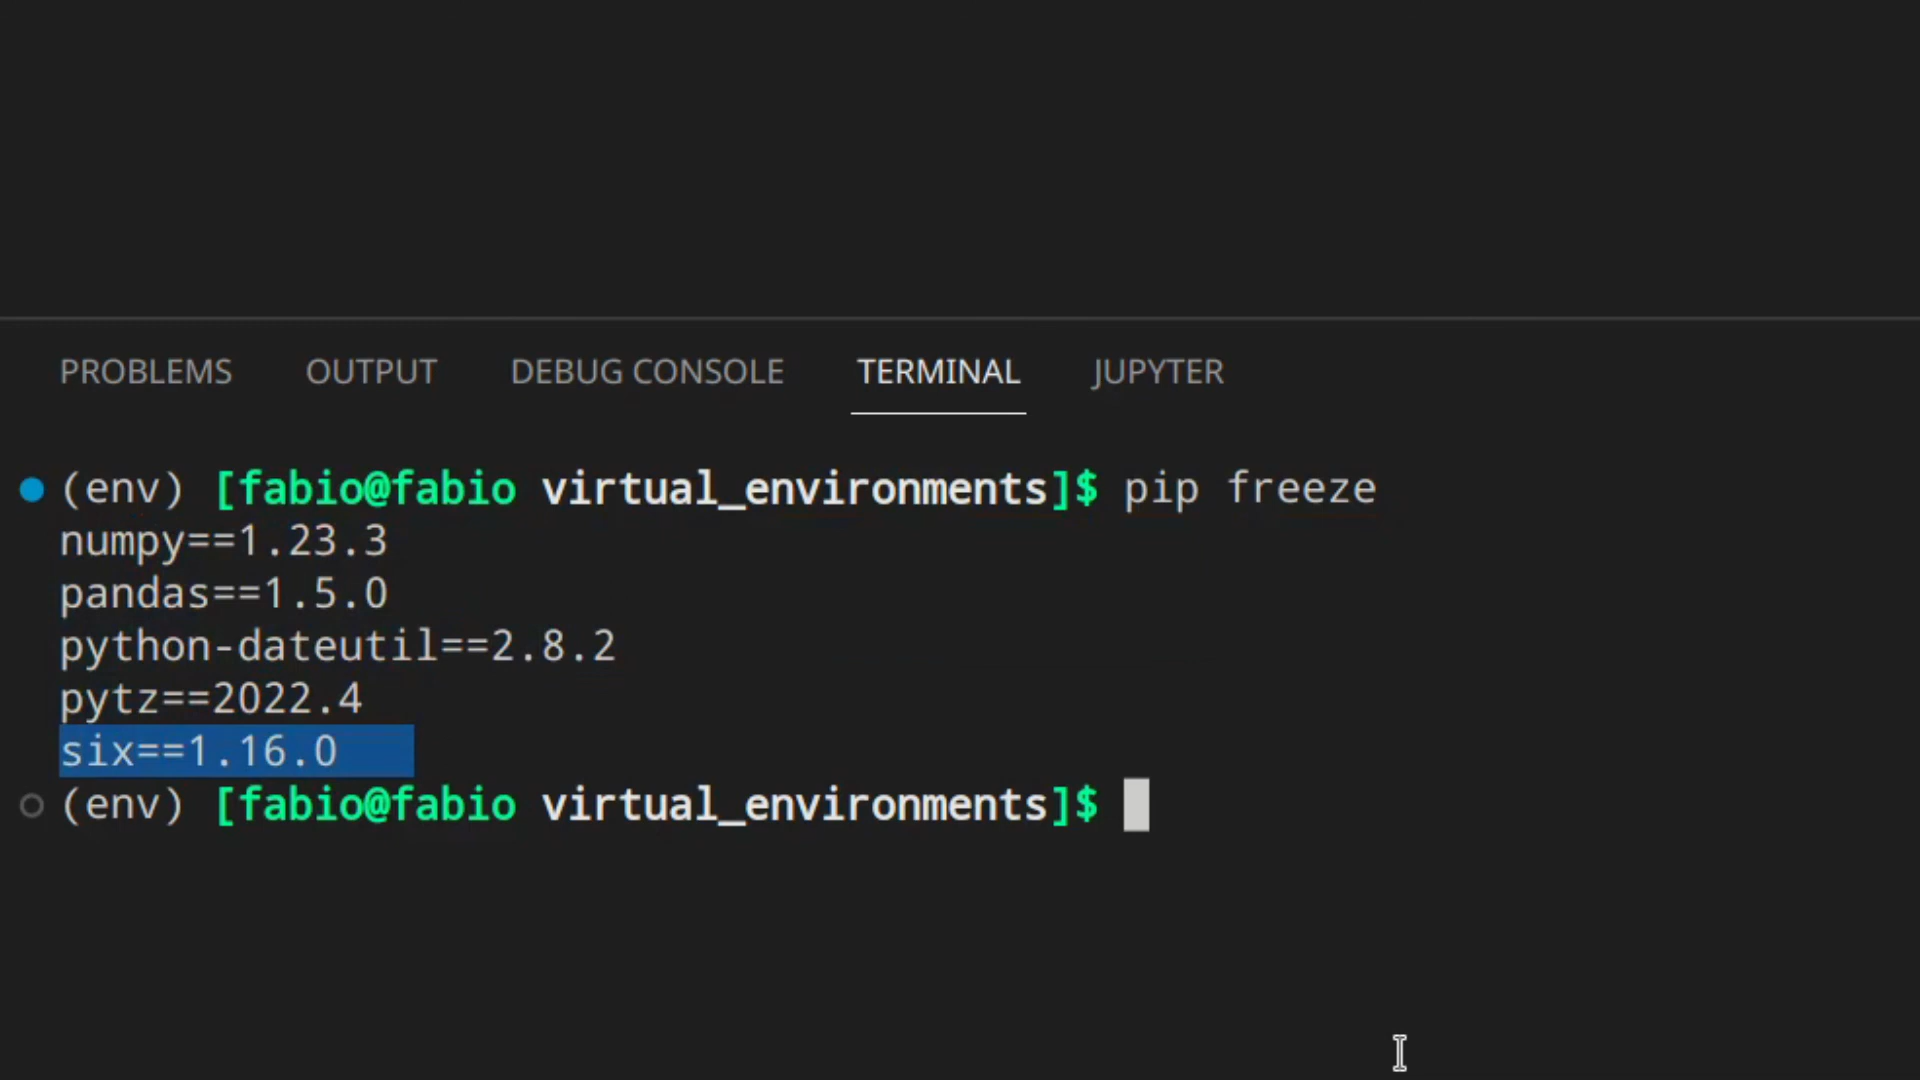 PROBLEMS OUTPUT DEBUG CONSOLE TERMINAL JUPYTER
(env) [fabio@fabio virtual_environments]$ pip freeze
numpy==1.23.3
pandas==1.5.0
python-dateutil==2.8.2
pytz==2022.4
six==1.16.0
(env) [fabio@fabio virtual_environments]$